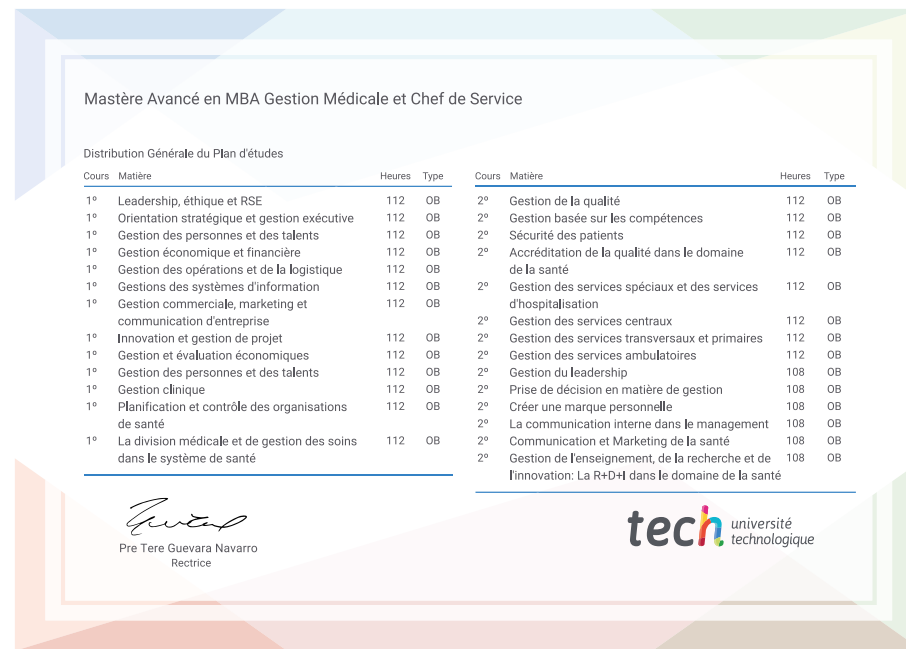 Mastère Avancé en MBA Gestion Médicale et Chef de Service
Distribution Générale du Plan d'études
Cours Matière Heures Type
1º Leadership, éthique et RSE 112 OB
1º Orientation stratégique et gestion exécutive 112 OB
1º Gestion des personnes et des talents 112 OB
1º Gestion économique et financière 112 OB
1º Gestion des opérations et de la logistique 112 OB
1º Gestions des systèmes d'information 112 OB
1º Gestion commerciale, marketing et 112 OB
communication d'entreprise
1º Innovation et gestion de projet 112 OB
1º Gestion et évaluation économiques 112 OB
1º Gestion des personnes et des talents 112 OB
1º Gestion clinique 112 OB
1º Planification et contrôle des organisations 112 OB
de santé
1º La division médicale et de gestion des soins 112 OB
dans le système de santé
Cours Matière Heures Type
2º Gestion de la qualité 112 OB
2º Gestion basée sur les compétences 112 OB
2º Sécurité des patients 112 OB
2º Accréditation de la qualité dans le domaine 112 OB
de la santé
2º Gestion des services spéciaux et des services 112 OB
d'hospitalisation
2º Gestion des services centraux 112 OB
2º Gestion des services transversaux et primaires 112 OB
2º Gestion des services ambulatoires 112 OB
2º Gestion du leadership 108 OB
2º Prise de décision en matière de gestion 108 OB
2º Créer une marque personnelle 108 OB
2º La communication interne dans le management 108 OB
2º Communication et Marketing de la santé 108 OB
2º Gestion de l'enseignement, de la recherche et de 108 OB
l'innovation: La R+D+I dans le domaine de la santé
Pre Tere Guevara Navarro
Rectrice
tech université
technologique